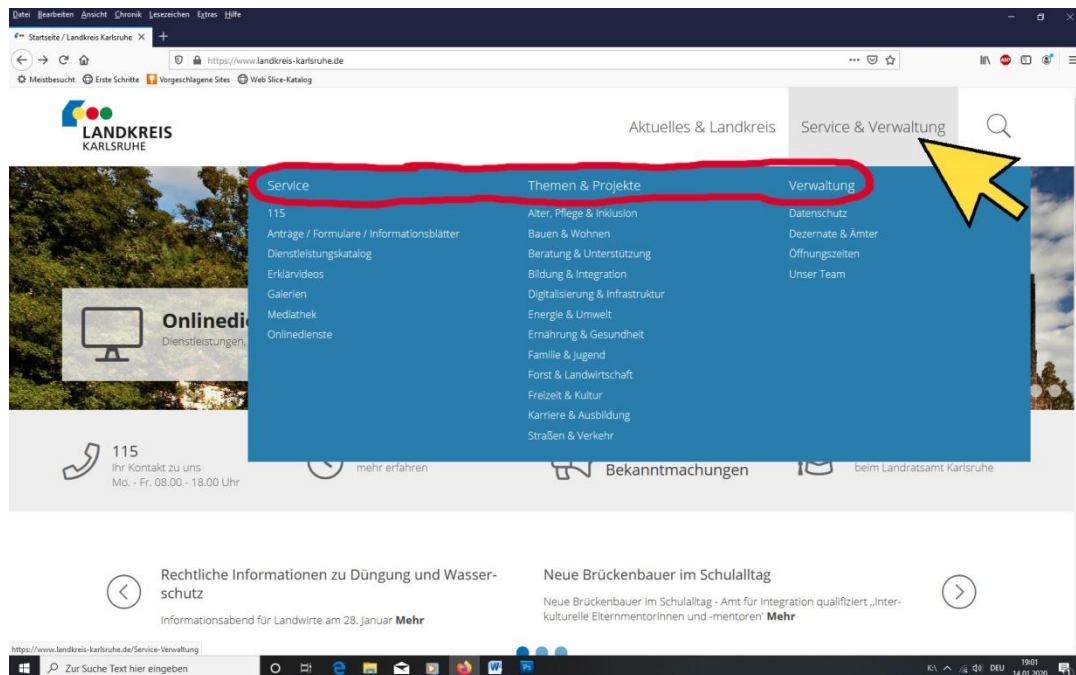 Datei Bearbeiten Ansicht Chronik Lesezeichen Extras Hilfe
Startseite / Landkreis Karlsruhe
https://www.landkreis-karlsruhe.de
Meistbesucht Erste Schritte Vorgeschlagene Sites Web Slice-Katalog
LANDKREIS
KARLSRUHE
Aktuelles & Landkreis Service & Verwaltung
Service
115
Anträge / Formulare / Informationsblätter
Dienstleistungskatalog
Erklärvideos
Galerien
Mediathek
Onlinedienste
Themen & Projekte
Alter, Pflege & Inklusion
Bauen & Wohnen
Beratung & Unterstützung
Bildung & Integration
Digitalisierung & Infrastruktur
Energie & Umwelt
Ernährung & Gesundheit
Familie & Jugend
Forst & Landwirtschaft
Freizeit & Kultur
Karriere & Ausbildung
Straßen & Verkehr
Verwaltung
Datenschutz
Dezernate & Ämter
Öffnungszeiten
Unser Team
Onlinedi
Dienstleistungen,
115
Ihr Kontakt zu uns
Mo. - Fr. 08.00 - 18.00 Uhr
mehr erfahren
Bekanntmachungen
beim Landratsamt Karlsruhe
Rechtliche Informationen zu Düngung und Wasser-
schutz
Informationsabend für Landwirte am 28. Januar Mehr
Neue Brückenbauer im Schulalltag
Neue Brückenbauer im Schulalltag - Amt für Integration qualifiziert „Inter-
kulturelle Elternmentorinnen und -mentoren' Mehr
https://www.landkreis-karlsruhe.de/Service-Verwaltung
Zur Suche Text hier eingeben
DEU
19:01
14.01.2020